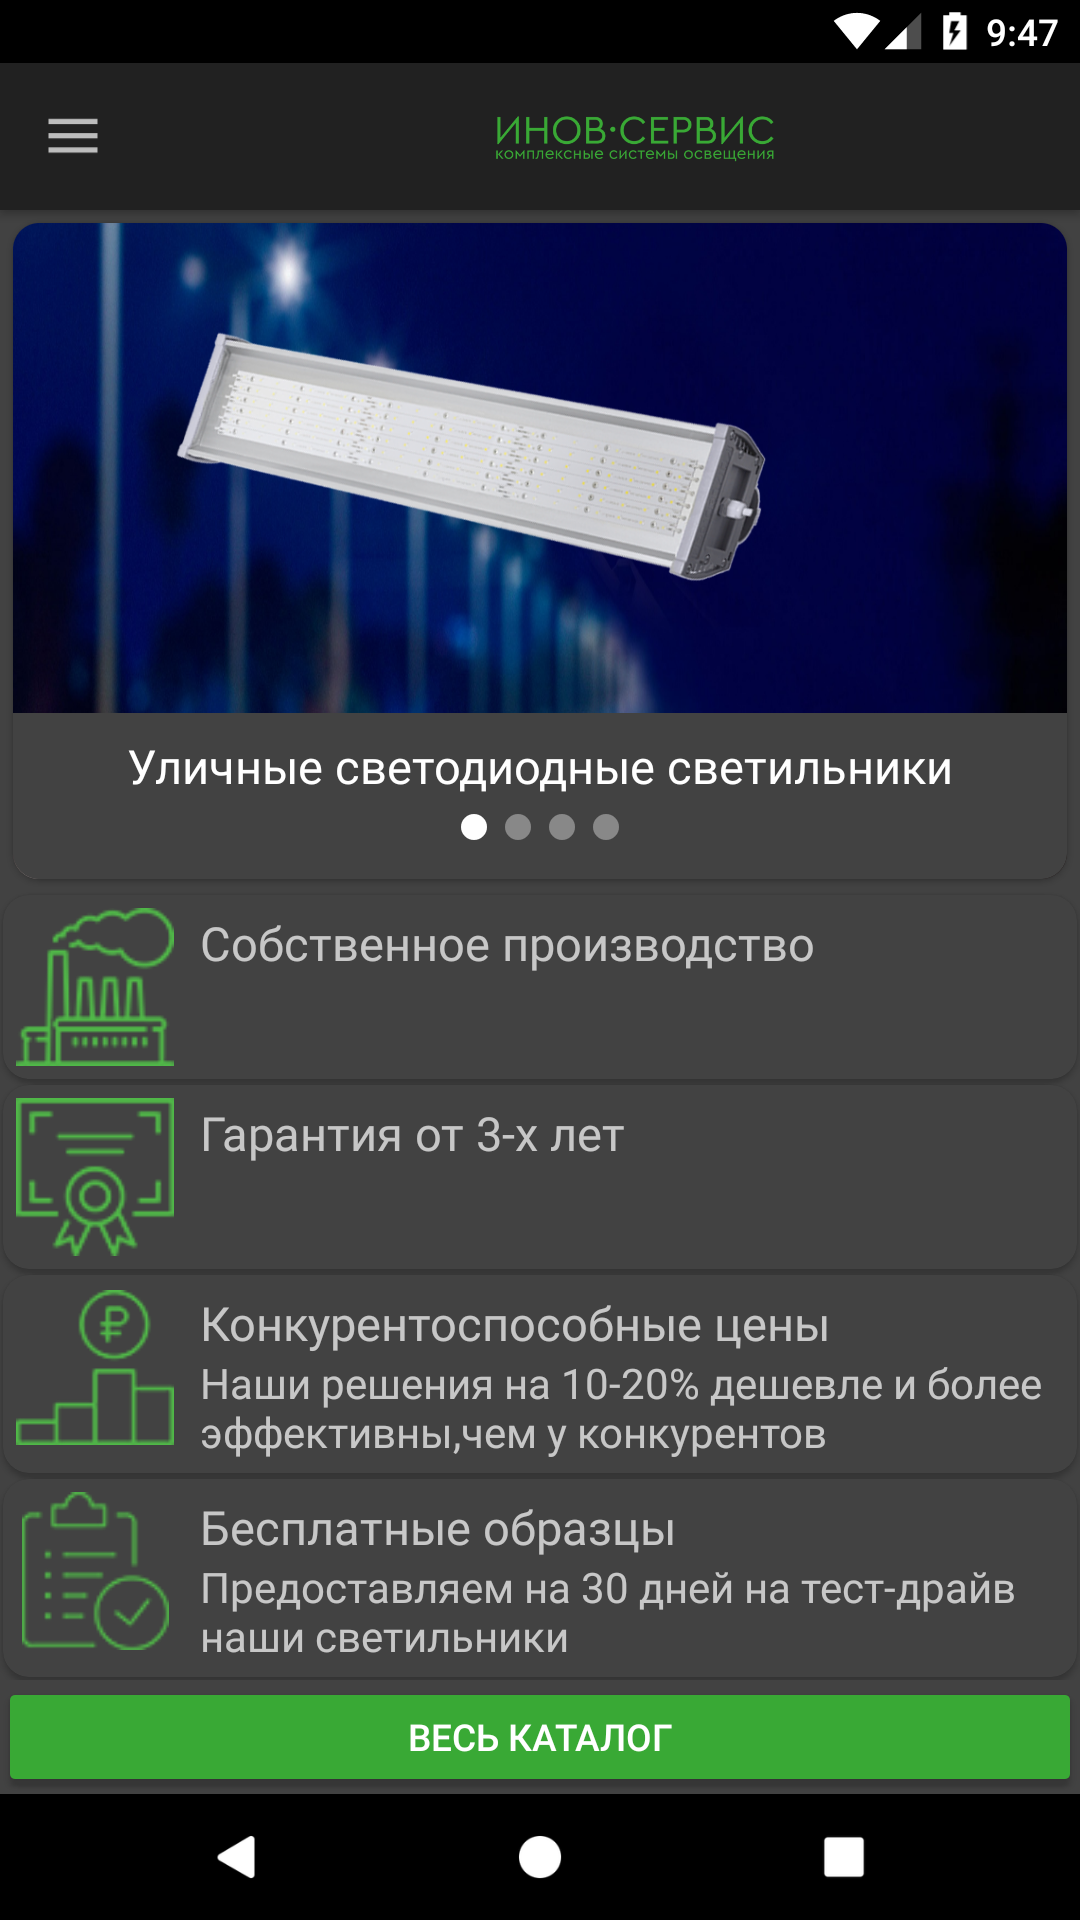 9:47
ИНОВ·СЕРВИС
комплексные системы освещения
Уличные светодиодные светильники
Собственное производство
Гарантия от 3-х лет
Конкурентоспособные цены
Наши решения на 10-20% дешевле и более
эффективны,чем у конкурентов
Бесплатные образцы
Предоставляем на 30 дней на тест-драйв
наши светильники
ВЕСЬ КАТАЛОГ